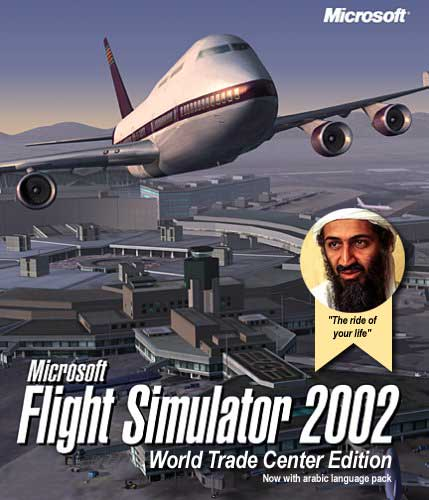 Microsoft®
"The ride of
your life"
Microsoft
Flight Simulator 2002
World Trade Center Edition
Now with arabic language pack